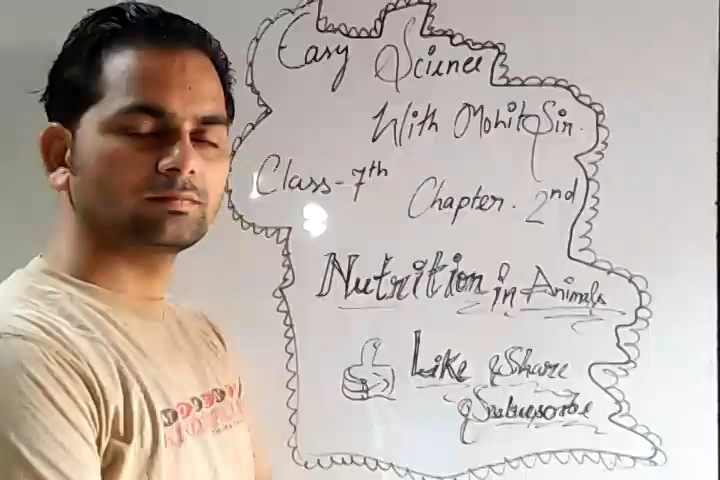 Easy Science
With Mohit Sir.
Class-7th
Chapter. 2nd
Nutrition in Animals
Like & Share
& Subscribe